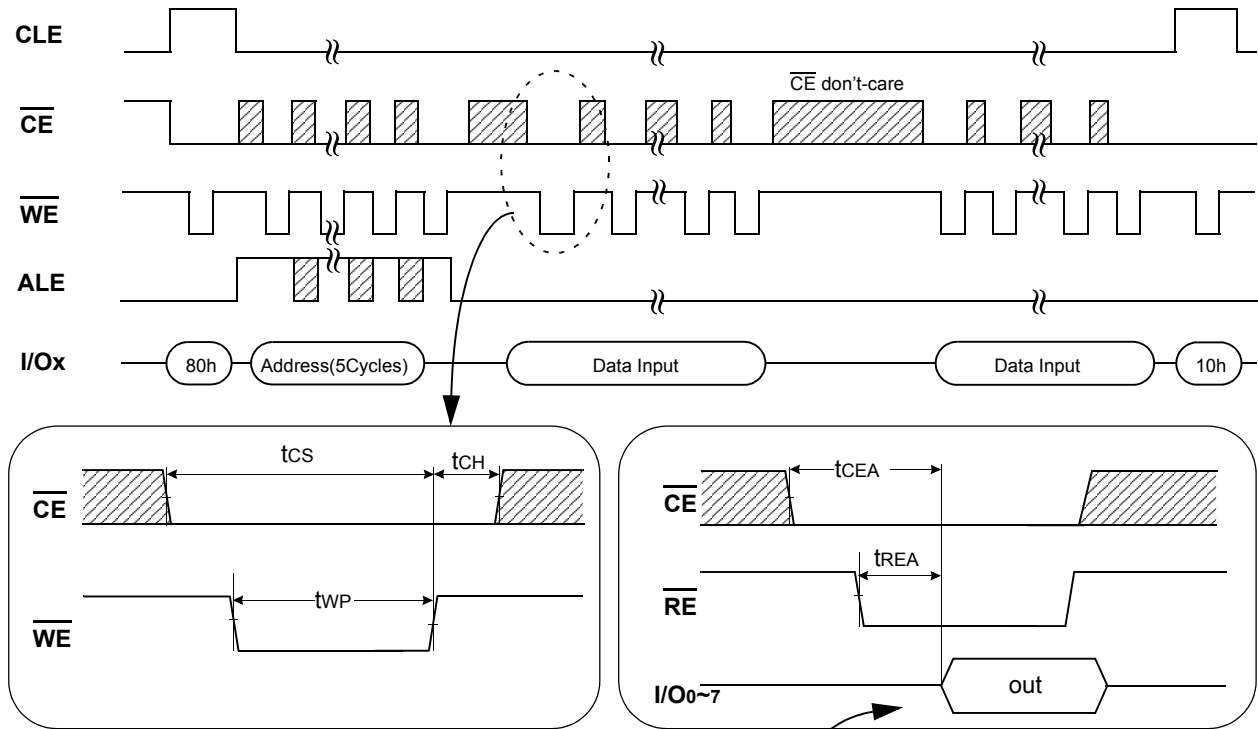 CLE
CE don't-care
CE
WE
ALE
I/Ox 80h Address(5Cycles) Data Input Data Input 10h
tCS tCH
CE
tWP
WE
tCEA
CE
tREA
RE
I/O0~7 out